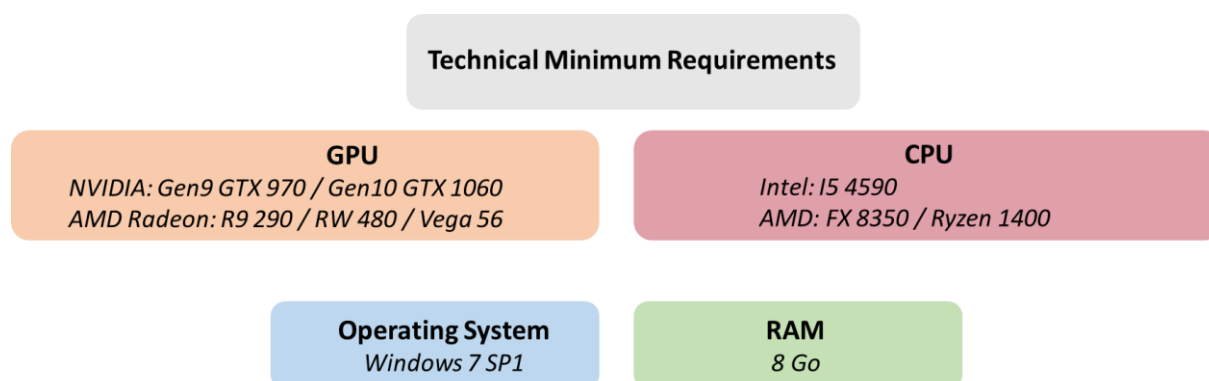 Technical Minimum Requirements
GPU
NVIDIA: Gen9 GTX 970 / Gen10 GTX 1060
AMD Radeon: R9 290 / RW 480 / Vega 56
CPU
Intel: I5 4590
AMD: FX 8350 / Ryzen 1400
Operating System
Windows 7 SP1
RAM
8 Go